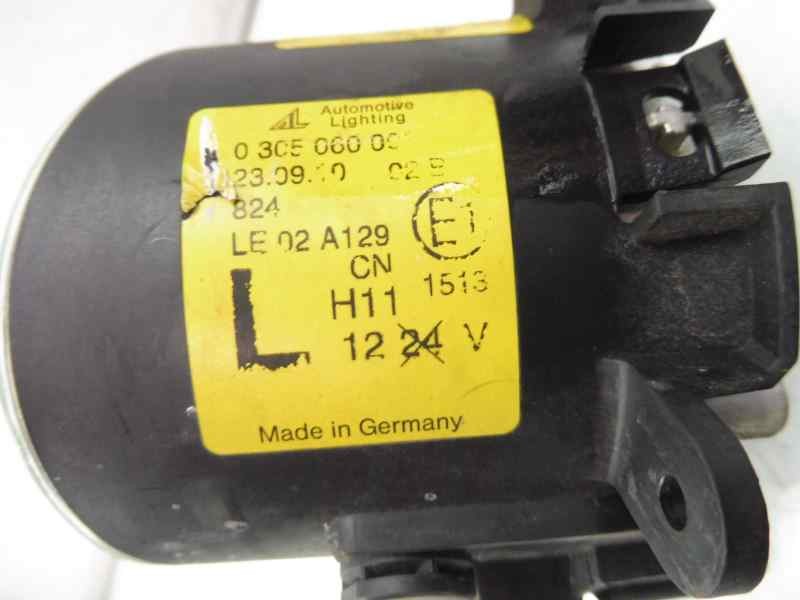 AL Automotive
Lighting
0 305 060 00
23.09.10 02 B
824 E1
LE 02 A129
CN
L H11 1513
12 24 V
Made in Germany